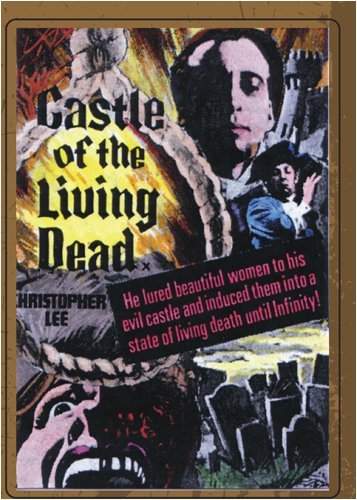 Castle
of the
Living
Dead x
CHRISTOPHER
LEE
He lured beautiful women to his
evil castle and induced them into a
state of living death until Infinity!